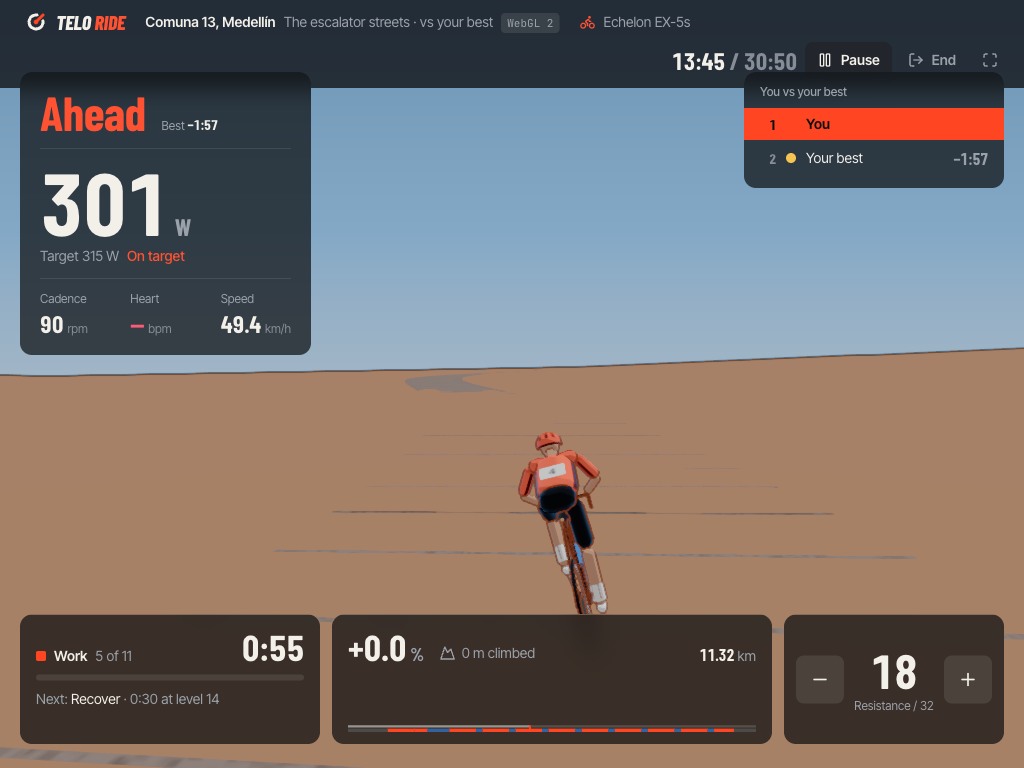 TELO RIDE Comuna 13, Medellín The escalator streets · vs your best WebGL 2 Echelon EX-5s
13:45 / 30:50 Pause End
Ahead Best −1:57
301 W
Target 315 W On target
Cadence Heart Speed
90 rpm – bpm 49.4 km/h
You vs your best
1 You
2 Your best −1:57
4
Work 5 of 11 0:55
Next: Recover · 0:30 at level 14
+0.0 % 0 m climbed 11.32 km
− 18 +
Resistance / 32